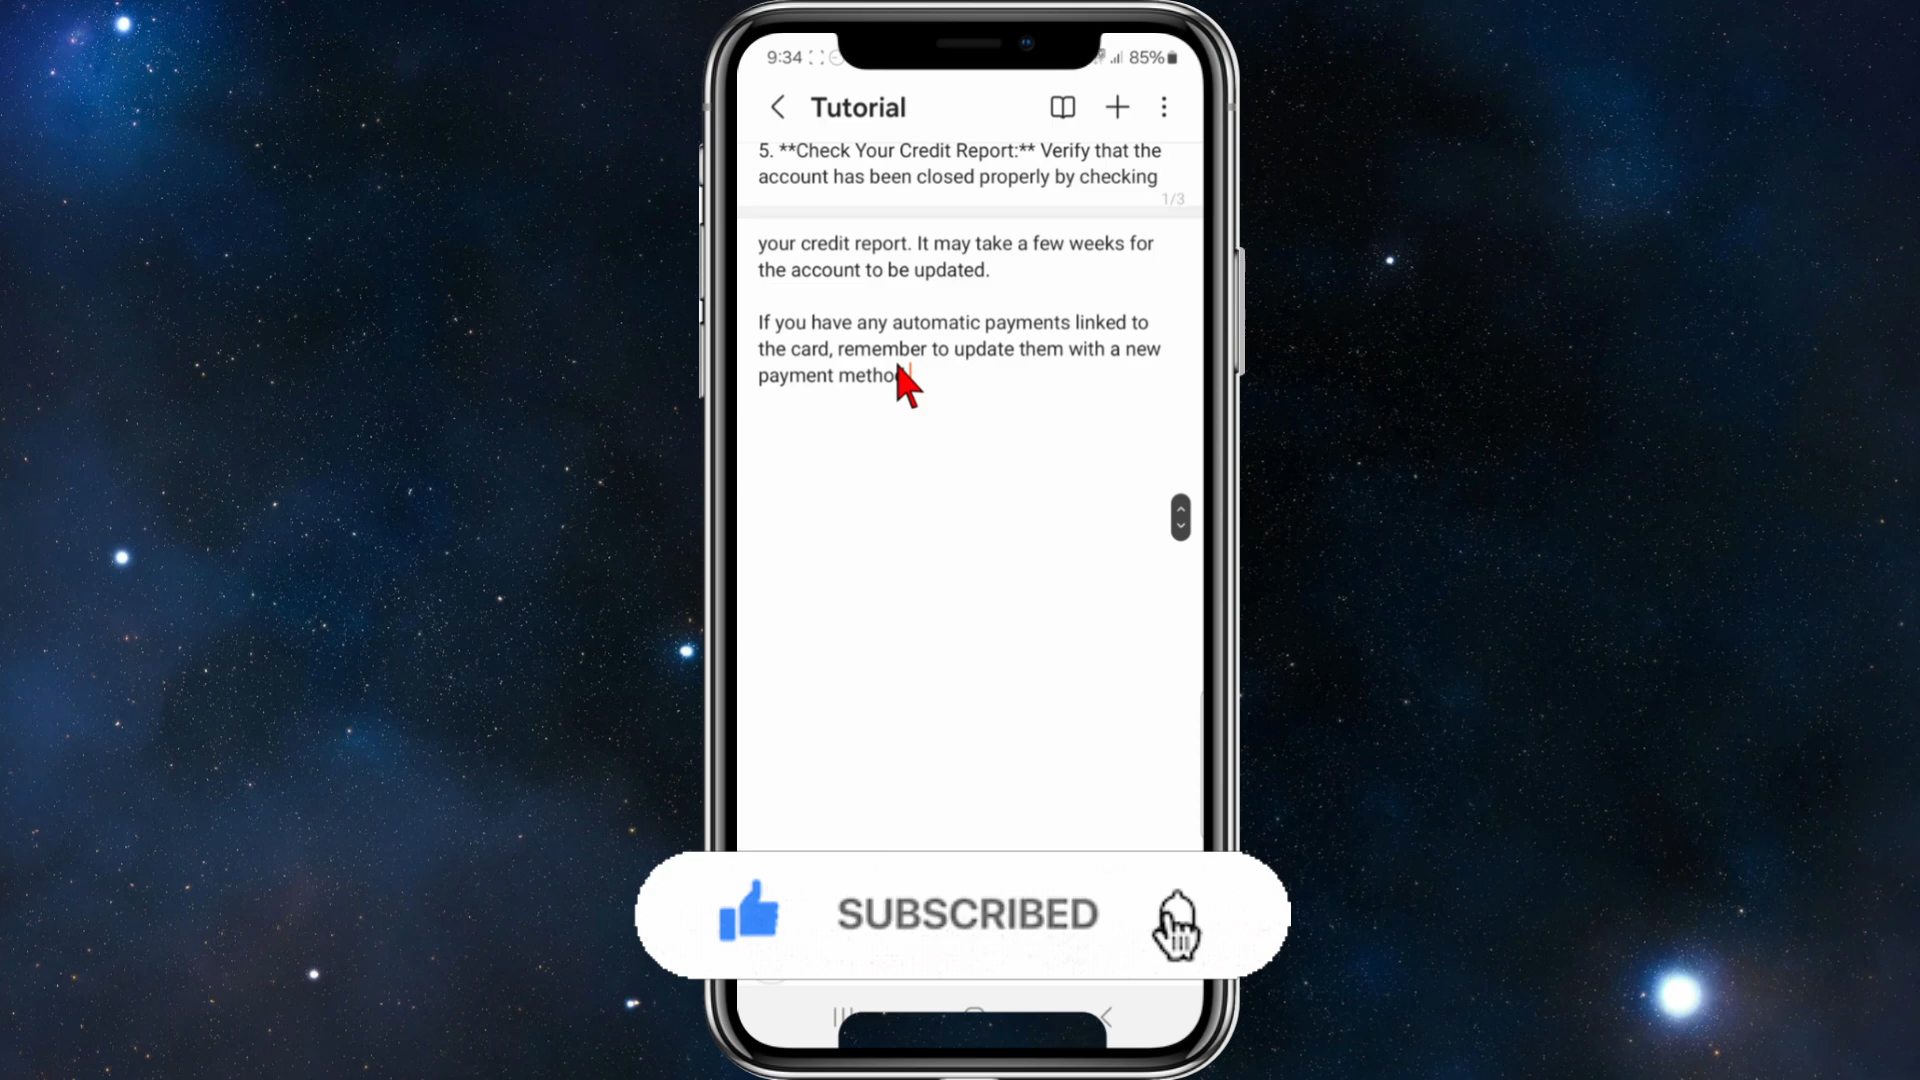 9:34
85%
Tutorial
5. **Check Your Credit Report:** Verify that the
account has been closed properly by checking
1/3
your credit report. It may take a few weeks for
the account to be updated.
If you have any automatic payments linked to
the card, remember to update them with a new
payment method
SUBSCRIBED